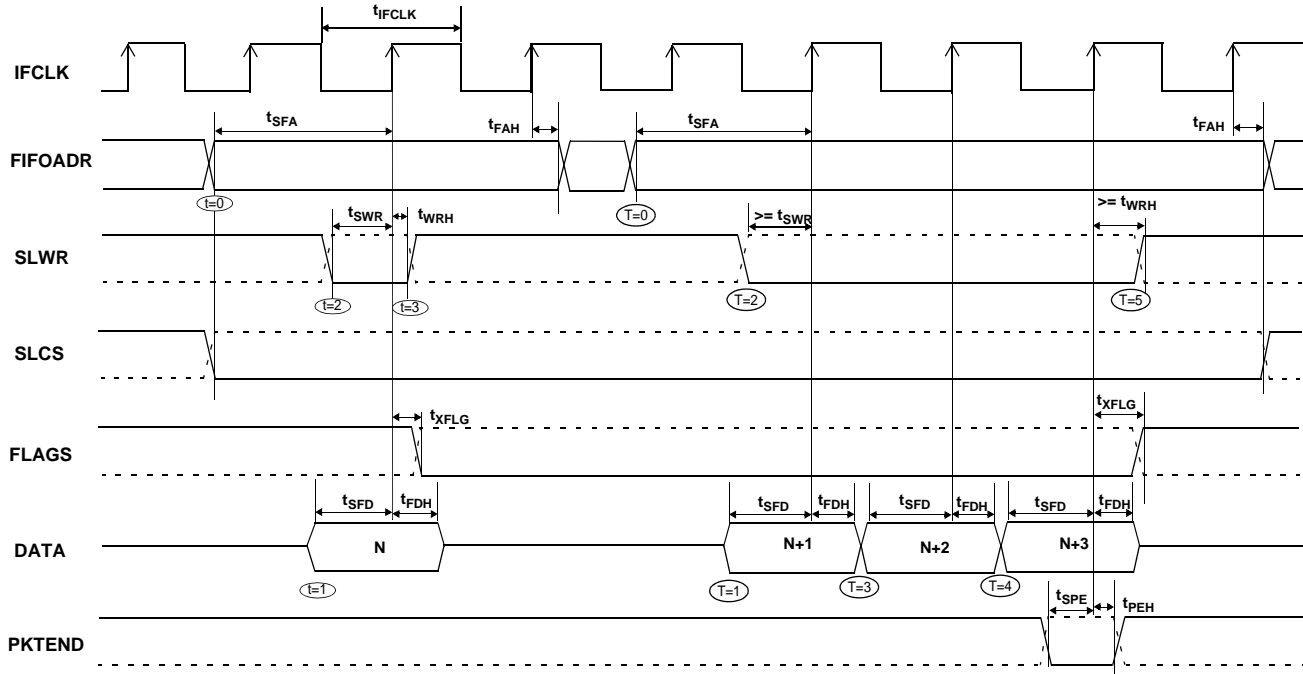 tIFCLK
IFCLK
tSFA
tFAH
tSFA
tFAH
FIFOADR
t=0
T=0
tSWR
tWRH
>= tSWR
>= tWRH
SLWR
t=2
t=3
T=2
T=5
SLCS
tXFLG
tXFLG
FLAGS
tSFD
tFDH
tSFD
tFDH
tSFD
tFDH
tSFD
tFDH
DATA
N
N+1
N+2
N+3
t=1
T=1
T=3
T=4
tSPE
tPEH
PKTEND